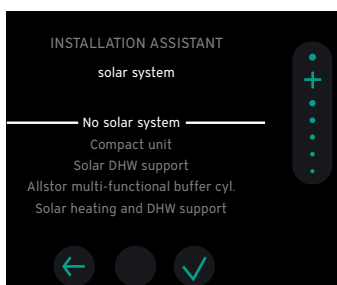 INSTALLATION ASSISTANT
solar system
No solar system
Compact unit
Solar DHW support
Allstor multi-functional buffer cyl.
Solar heating and DHW support